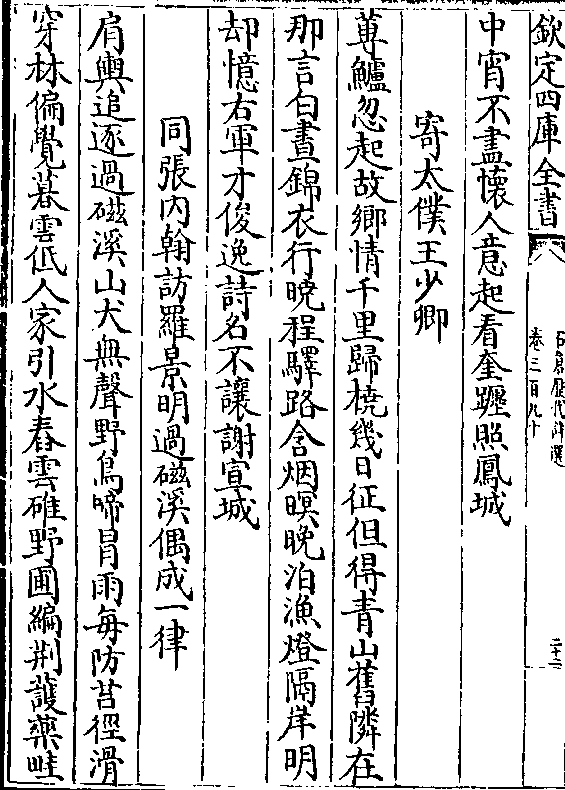 欽定四庫全書
石倉歷代詩選
卷三百九十
二十二
中宵不盡懷人意起看奎躔照鳳城
寄太僕王少卿
蓴鱸忽起故鄉情千里歸橈幾日征但得青山舊隣在
那言白晝錦衣行曉程驛路含烟暝晚泊漁燈隔岸明
却憶右軍才俊逸詩名不讓謝宣城
同張内翰訪羅景明過磁溪偶成一律
肩輿追逐過磁溪山犬無聲野鳥啼冒雨每防苔徑滑
穿林偏覺暮雲低人家引水舂雲碓野圃編荆護藥畦